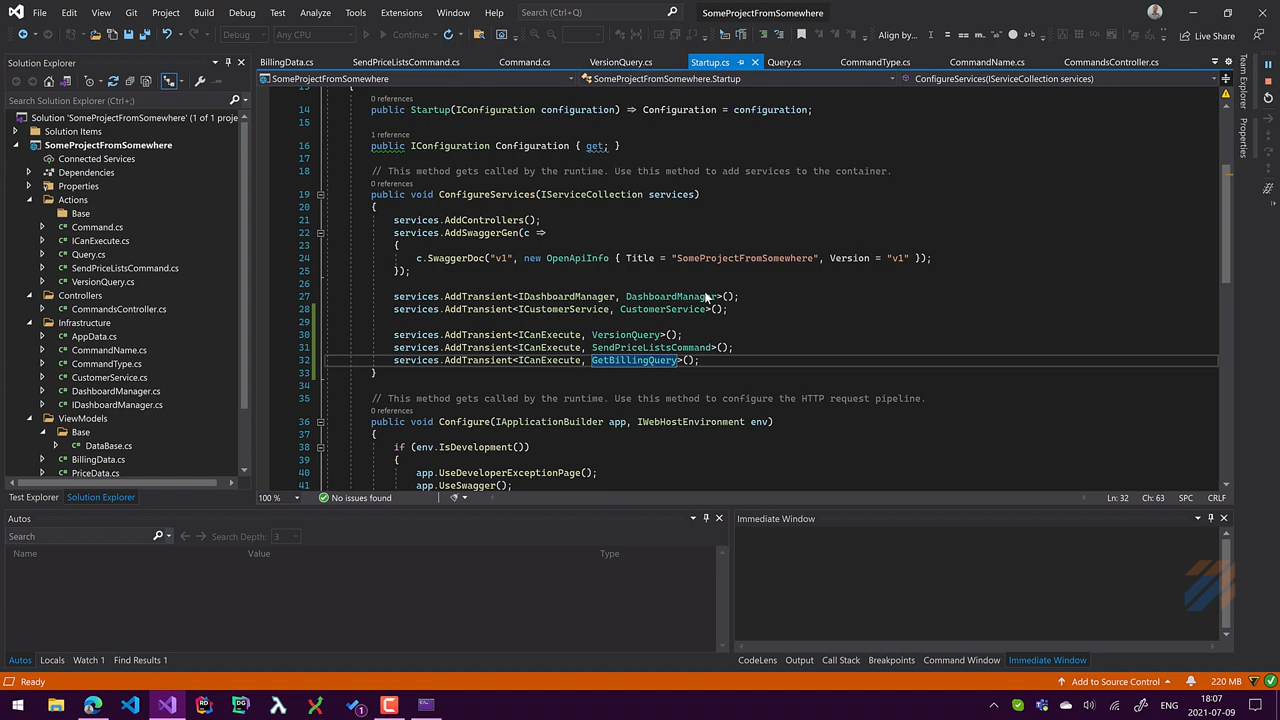 File Edit View Git Project Build Debug Test Analyze Tools Extensions Window Help Search (Ctrl+Q) SomeProjectFromSomewhere
Debug Any CPU Continue Align by... Live Share
BillingData.cs SendPriceListsCommand.cs Command.cs VersionQuery.cs Startup.cs Query.cs CommandType.cs CommandName.cs CommandsController.cs
Solution Explorer
SomeProjectFromSomewhere SomeProjectFromSomewhere.Startup ConfigureServices(IServiceCollection services)
Search Solution Explorer (Ctrl+;)
Solution 'SomeProjectFromSomewhere' (1 of 1 proje
Solution Items
SomeProjectFromSomewhere
Connected Services
Dependencies
Properties
Actions
Base
Command.cs
ICanExecute.cs
Query.cs
SendPriceListsCommand.cs
VersionQuery.cs
Controllers
CommandsController.cs
Infrastructure
AppData.cs
CommandName.cs
CommandType.cs
CustomerService.cs
DashboardManager.cs
IDashboardManager.cs
ViewModels
Base
DataBase.cs
BillingData.cs
PriceData.cs
Test Explorer Solution Explorer
13 {
0 references
14 public Startup(IConfiguration configuration) => Configuration = configuration;
15
1 reference
16 public IConfiguration Configuration { get; }
17
18 // This method gets called by the runtime. Use this method to add services to the container.
0 references
19 public void ConfigureServices(IServiceCollection services)
20 {
21 services.AddControllers();
22 services.AddSwaggerGen(c =>
23 {
24 c.SwaggerDoc("v1", new OpenApiInfo { Title = "SomeProjectFromSomewhere", Version = "v1" });
25 });
26
27 services.AddTransient<IDashboardManager, DashboardManager>();
28 services.AddTransient<ICustomerService, CustomerService>();
29
30 services.AddTransient<ICanExecute, VersionQuery>();
31 services.AddTransient<ICanExecute, SendPriceListsCommand>();
32 services.AddTransient<ICanExecute, GetBillingQuery>();
33 }
34
35 // This method gets called by the runtime. Use this method to configure the HTTP request pipeline.
0 references
36 public void Configure(IApplicationBuilder app, IWebHostEnvironment env)
37 {
38 if (env.IsDevelopment())
39 {
40 app.UseDeveloperExceptionPage();
41 app.UseSwagger();
100 % No issues found Ln: 32 Ch: 63 SPC CRLF
Team Explorer
Properties
Autos
Search Search Depth: 3
Name Value Type
Autos Locals Watch 1 Find Results 1
Immediate Window
CodeLens Output Call Stack Breakpoints Command Window Immediate Window
Ready Add to Source Control 220 MB
ENG 18:07
2021-07-09